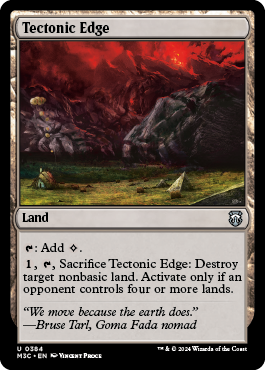 Tectonic Edge
Land
: Add .
1, , Sacrifice Tectonic Edge: Destroy
target nonbasic land. Activate only if an
opponent controls four or more lands.
“We move because the earth does.”
—Bruse Tarl, Goma Fada nomad
U 0384
M3C • EN Vincent Proce
™ & © 2024 Wizards of the Coast